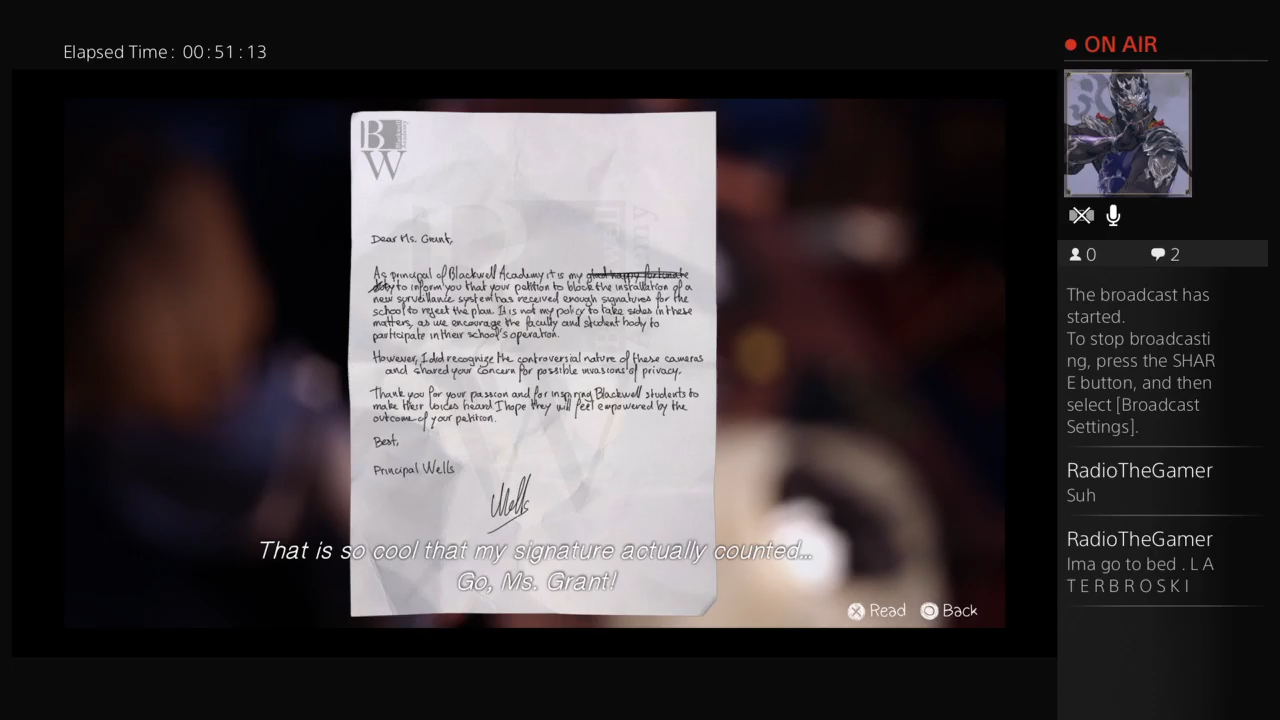 Elapsed Time: 00:51:13
ON AIR
0
2
The broadcast has
started.
To stop broadcasti
ng, press the SHAR
E button, and then
select [Broadcast
Settings].
RadioTheGamer
Suh
RadioTheGamer
Ima go to bed . L A
T E R B R O S K I
B
W
Blackwell
Academy
Dear Ms. Grant,
As principal of Blackwell Academy it is my glad happy fortunate
duty to inform you that your petition to block the installation of a
new surveillance system has received enough signatures for the
school to reject the plan. It is not my policy to take sides in these
matters, as we encourage the faculty and student body to
participate in their school's operation.
However, I did recognize the controversial nature of these cameras
and shared your concern for possible invasions of privacy.
Thank you for your passion and for inspiring Blackwell students to
make their voices heard I hope they will feel empowered by the
outcome of your petition.
Best,
Principal Wells
Wells
That is so cool that my signature actually counted...
Go, Ms. Grant!
Read
Back